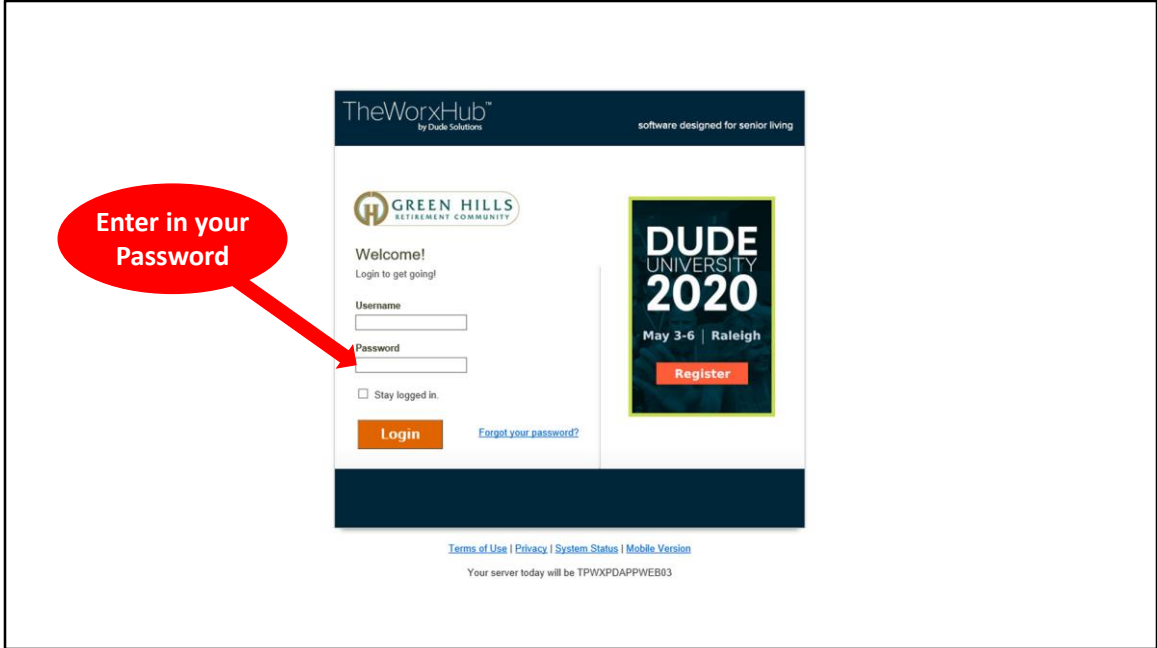 TheWorxHub™
by Dude Solutions
software designed for senior living
GREEN HILLS
RETIREMENT COMMUNITY
Enter in your
Password
Welcome!
Login to get going!
Username
Password
Stay logged in.
Login
Forgot your password?
DUDE
UNIVERSITY
2020
May 3-6 | Raleigh
Register
Terms of Use | Privacy | System Status | Mobile Version
Your server today will be TPWXPDAPPWEB03